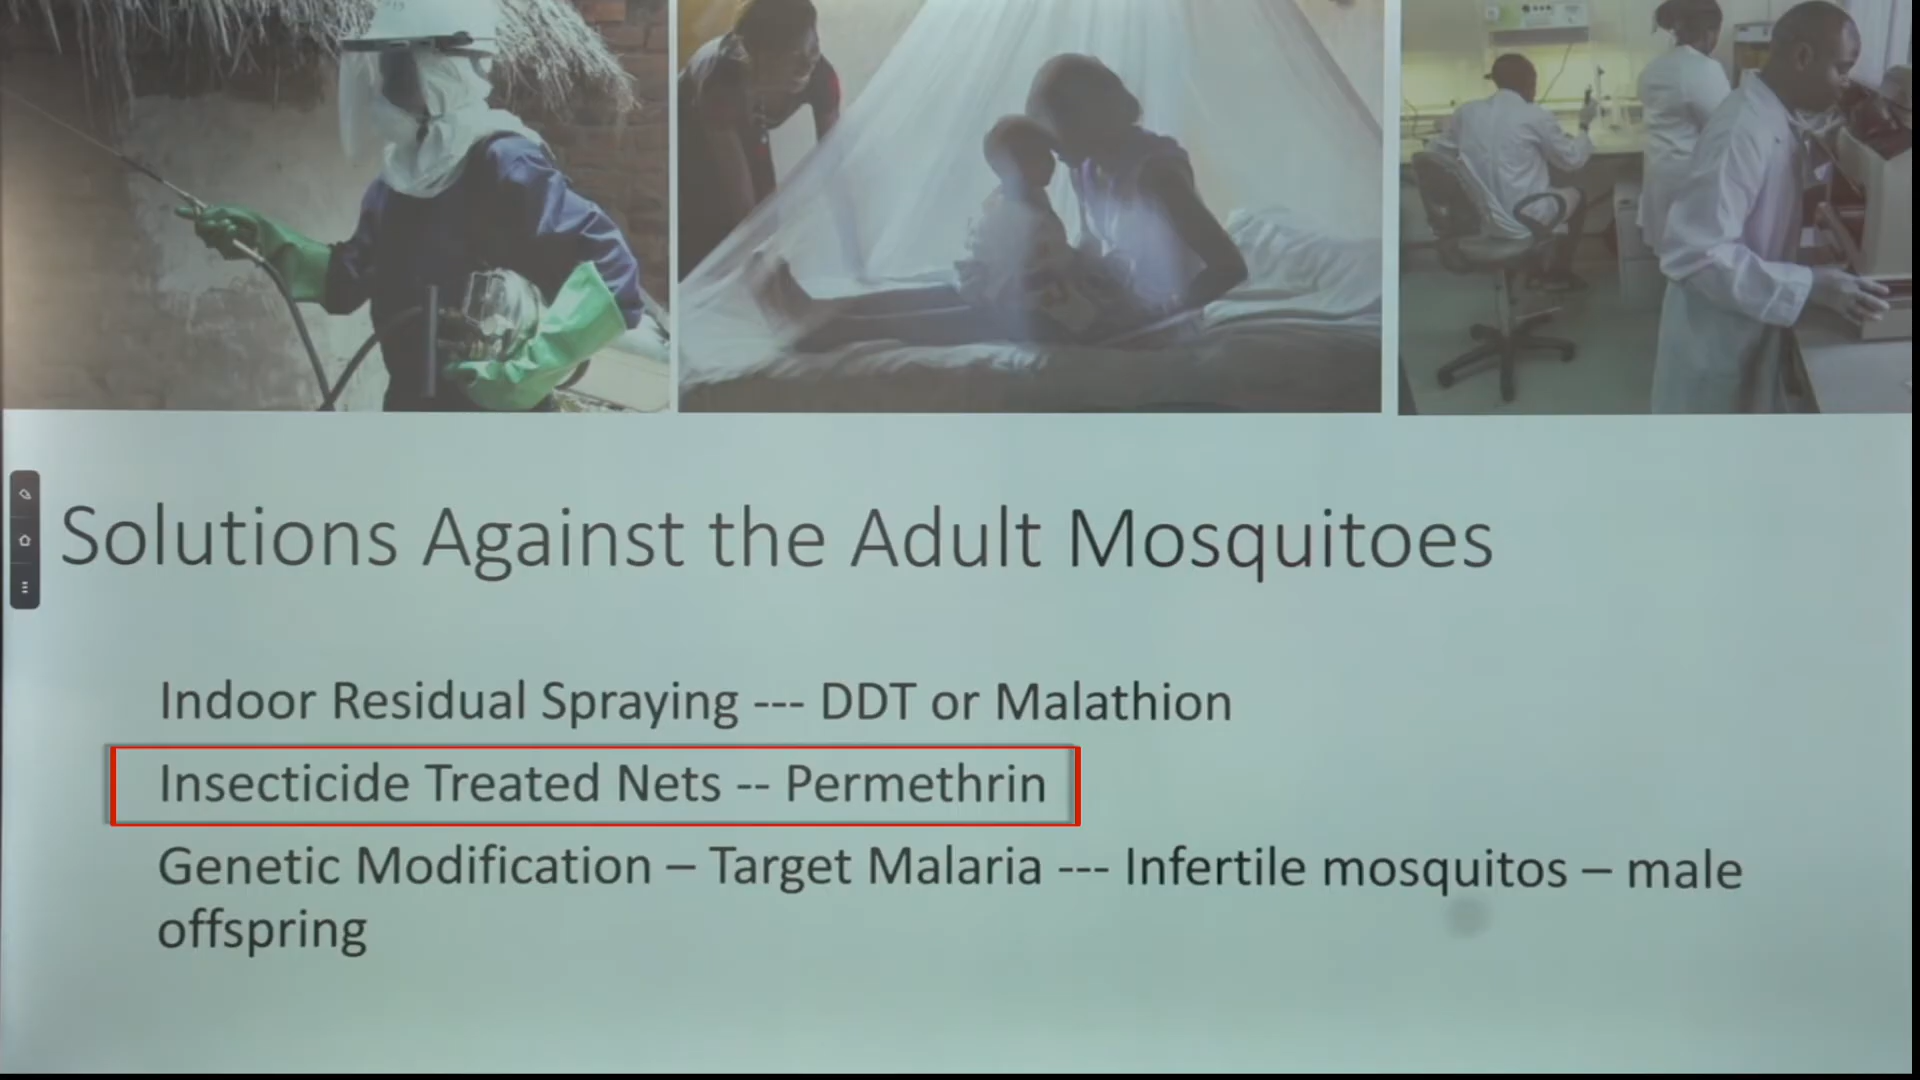 Solutions Against the Adult Mosquitoes
Indoor Residual Spraying --- DDT or Malathion
Insecticide Treated Nets -- Permethrin
Genetic Modification – Target Malaria --- Infertile mosquitos – male
offspring